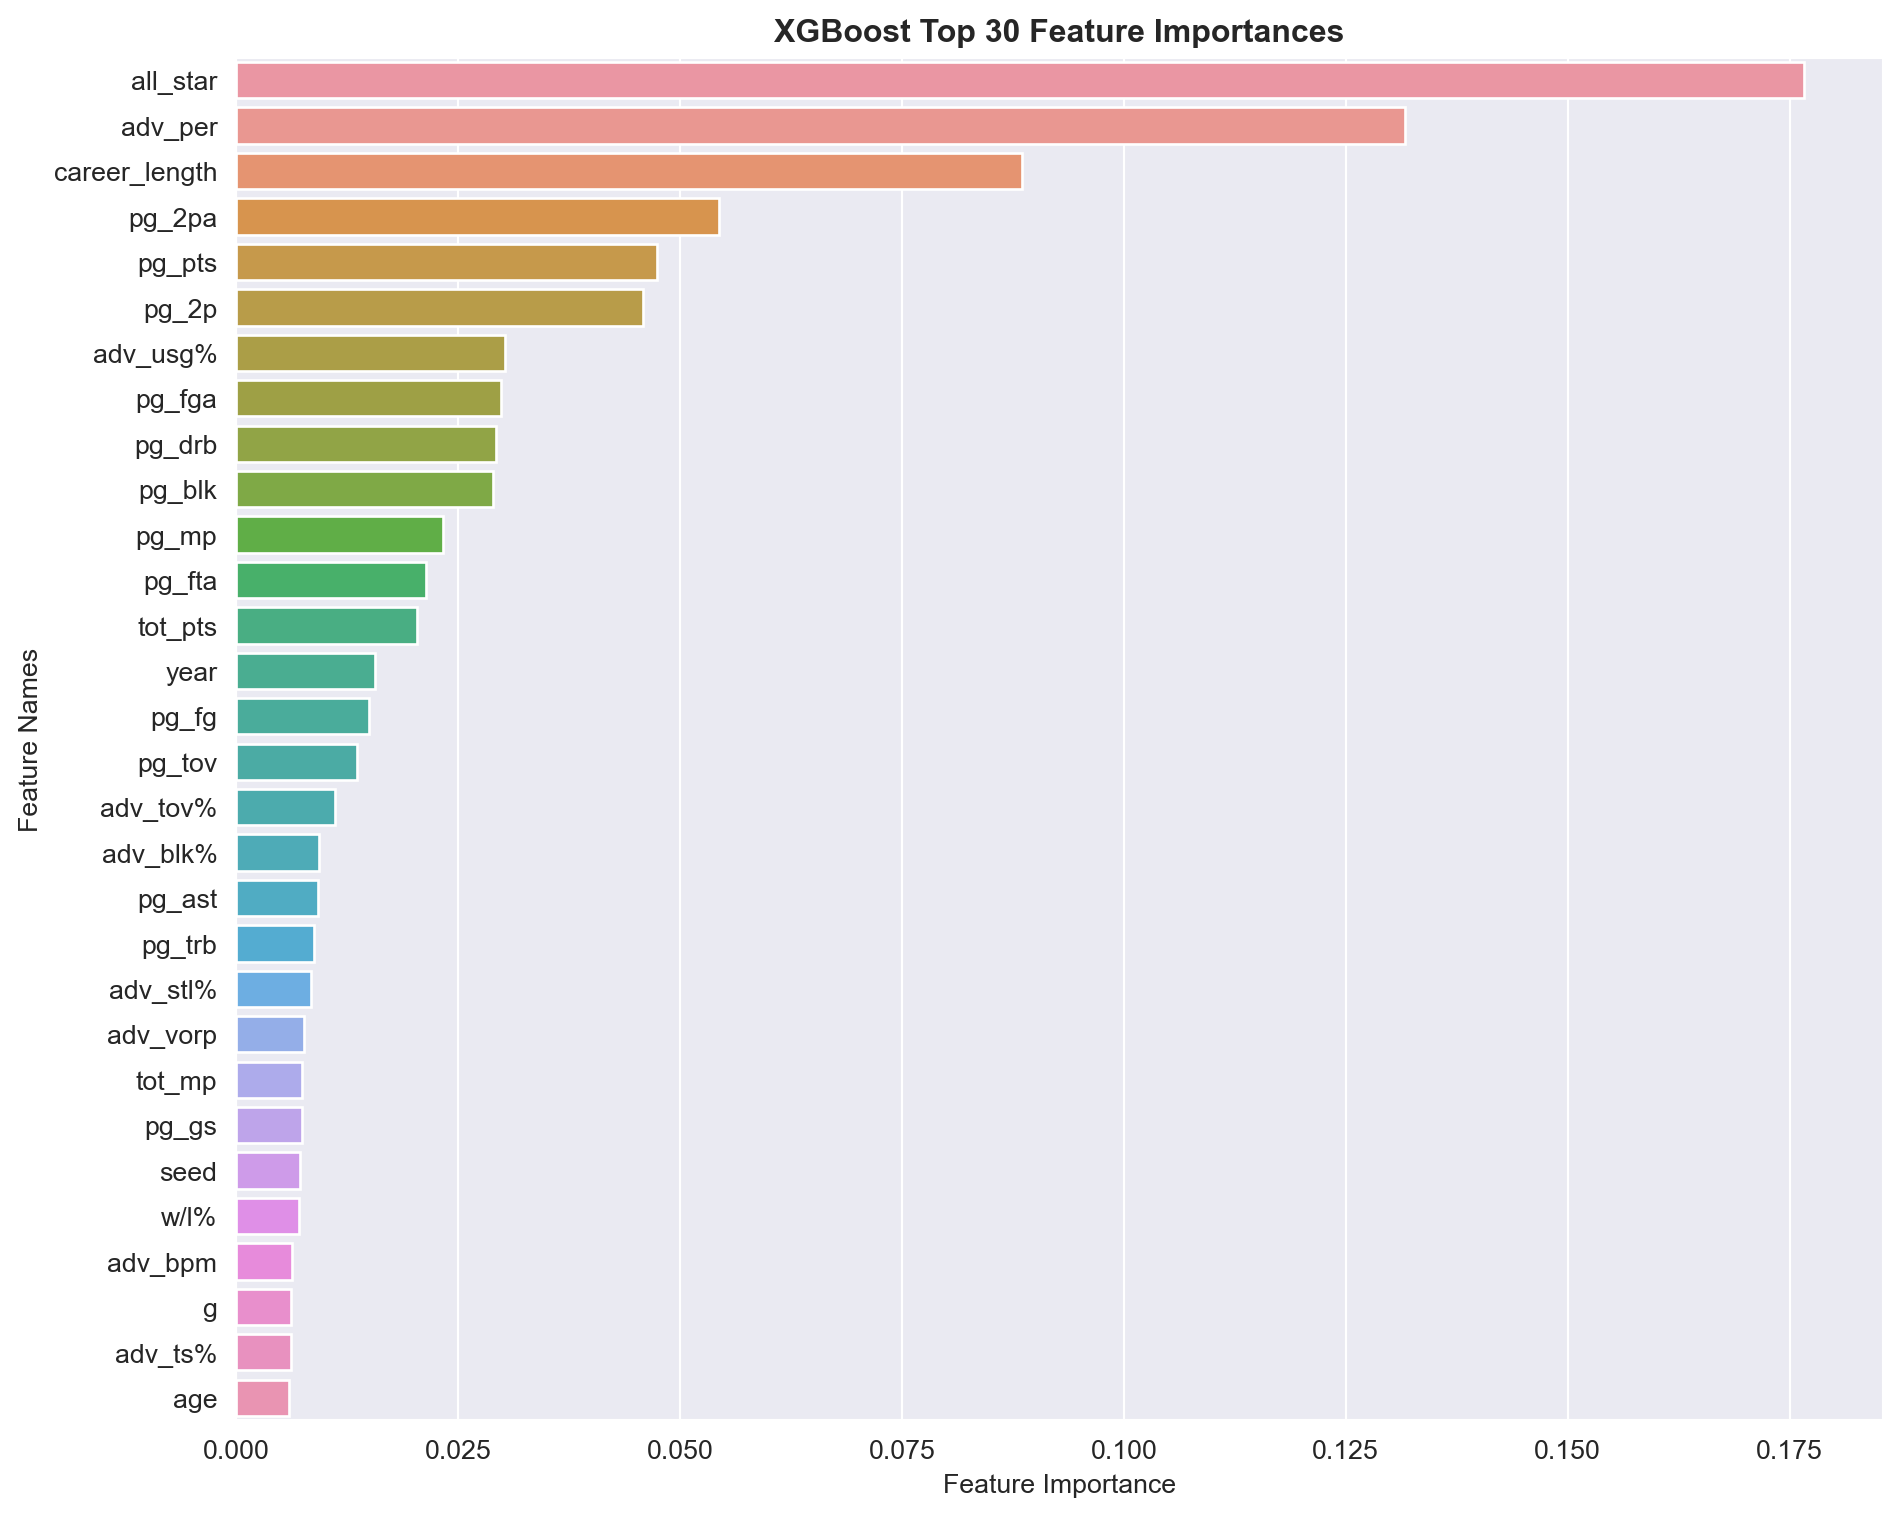 XGBoost Top 30 Feature Importances
all_star
adv_per
career_length
pg_2pa
pg_pts
pg_2p
adv_usg%
pg_fga
pg_drb
pg_blk
pg_mp
pg_fta
tot_pts
year
pg_fg
pg_tov
adv_tov%
adv_blk%
pg_ast
pg_trb
adv_stl%
adv_vorp
tot_mp
pg_gs
seed
w/l%
adv_bpm
g
adv_ts%
age
Feature Names
0.000 0.025 0.050 0.075 0.100 0.125 0.150 0.175
Feature Importance